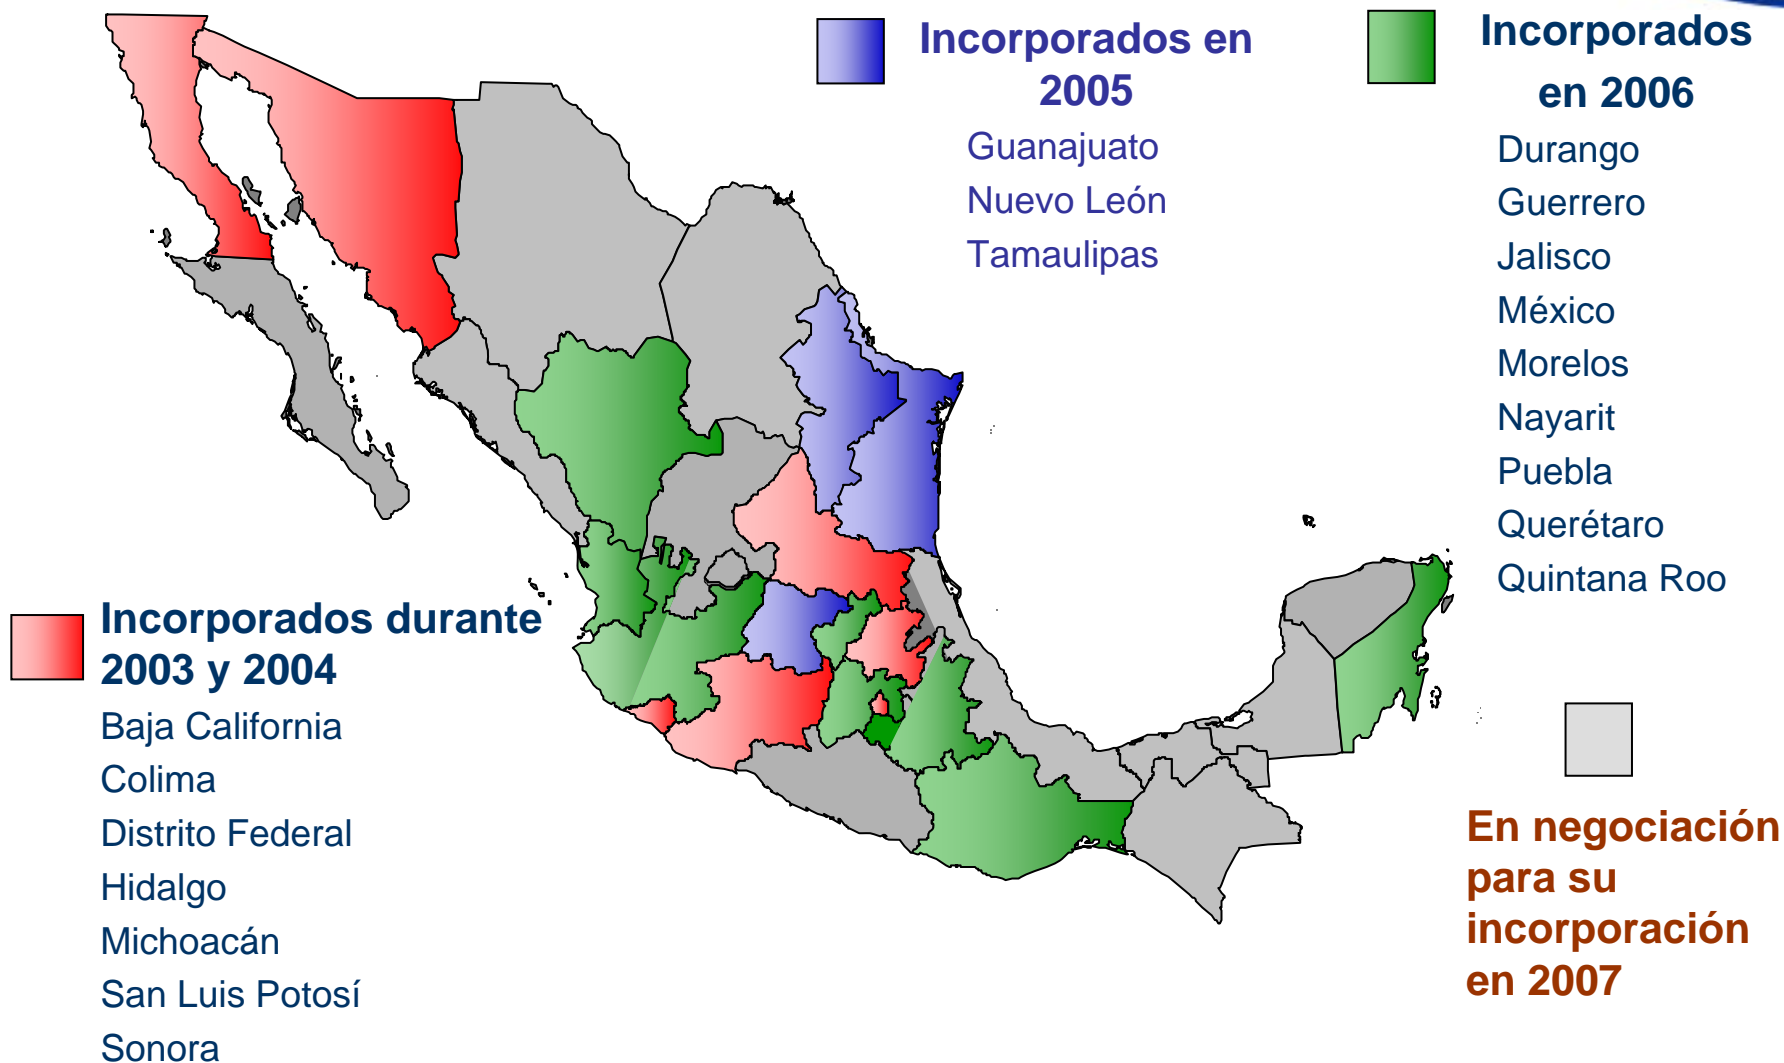 Incorporados en
2005
Guanajuato
Nuevo León
Tamaulipas
Incorporados
en 2006
Durango
Guerrero
Jalisco
México
Morelos
Nayarit
Puebla
Querétaro
Quintana Roo
Incorporados durante
2003 y 2004
Baja California
Colima
Distrito Federal
Hidalgo
Michoacán
San Luis Potosí
Sonora
En negociación
para su
incorporación
en 2007